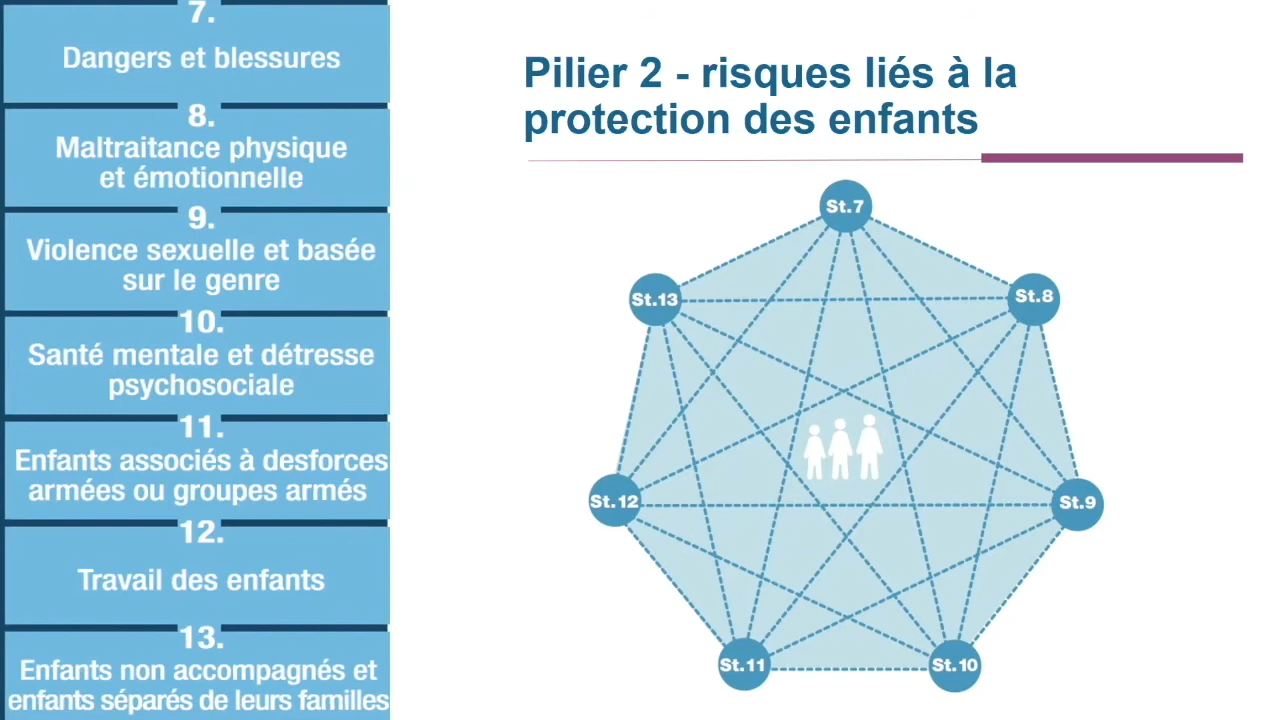 7.
Dangers et blessures
8.
Maltraitance physique
et émotionnelle
9.
Violence sexuelle et basée
sur le genre
10.
Santé mentale et détresse
psychosociale
11.
Enfants associés à desforces
armées ou groupes armés
12.
Travail des enfants
13.
Enfants non accompagnés et
enfants séparés de leurs familles
Pilier 2 - risques liés à la
protection des enfants
St.7
St.13
St.8
St.12
St.9
St.11
St.10